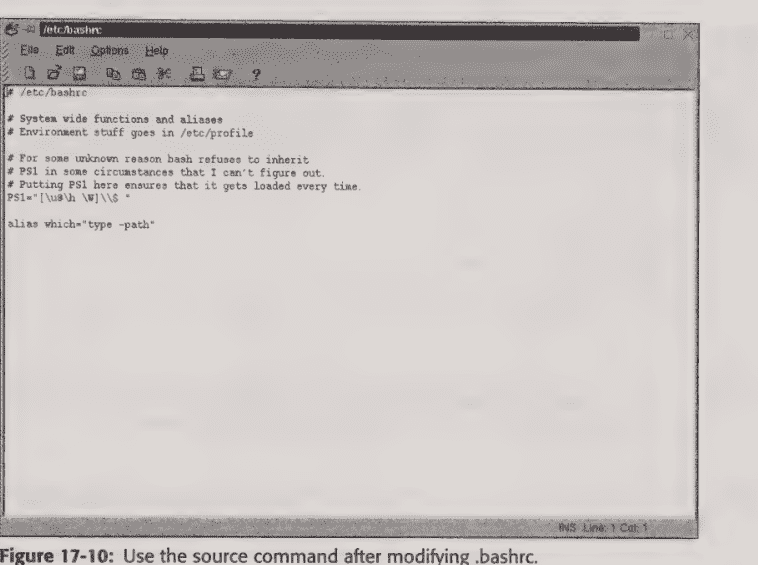 /etc/bashrc
File Edit Options Help
?
# /etc/bashrc
# System wide functions and aliases
# Environment stuff goes in /etc/profile
# For some unknown reason bash refuses to inherit
# PS1 in some circumstances that I can't figure out.
# Putting PS1 here ensures that it gets loaded every time.
PS1="[\u@\h \W]\\$ "
alias which="type -path"
INS Line: 1 Col: 1
Figure 17-10: Use the source command after modifying .bashrc.